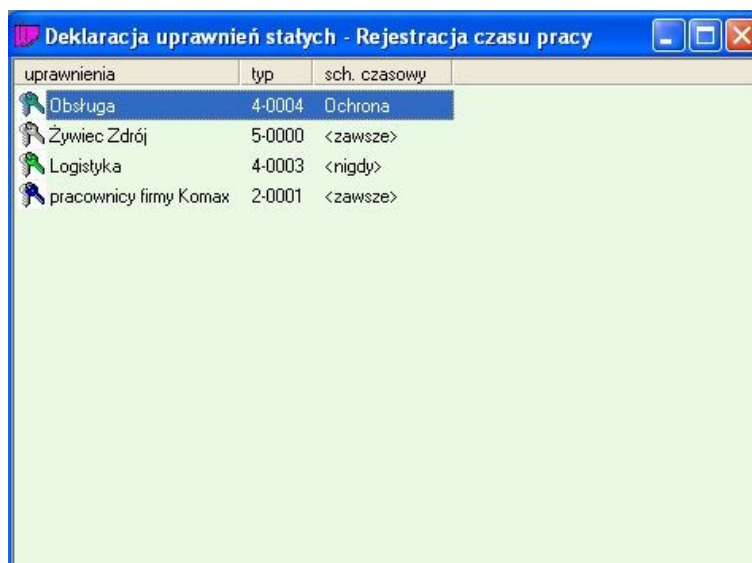 Deklaracja uprawnień stałych - Rejestracja czasu pracy
uprawnienia typ sch. czasowy
Obsługa 4-0004 Ochrona
Żywiec Zdrój 5-0000 <zawsze>
Logistyka 4-0003 <nigdy>
pracownicy firmy Komax 2-0001 <zawsze>